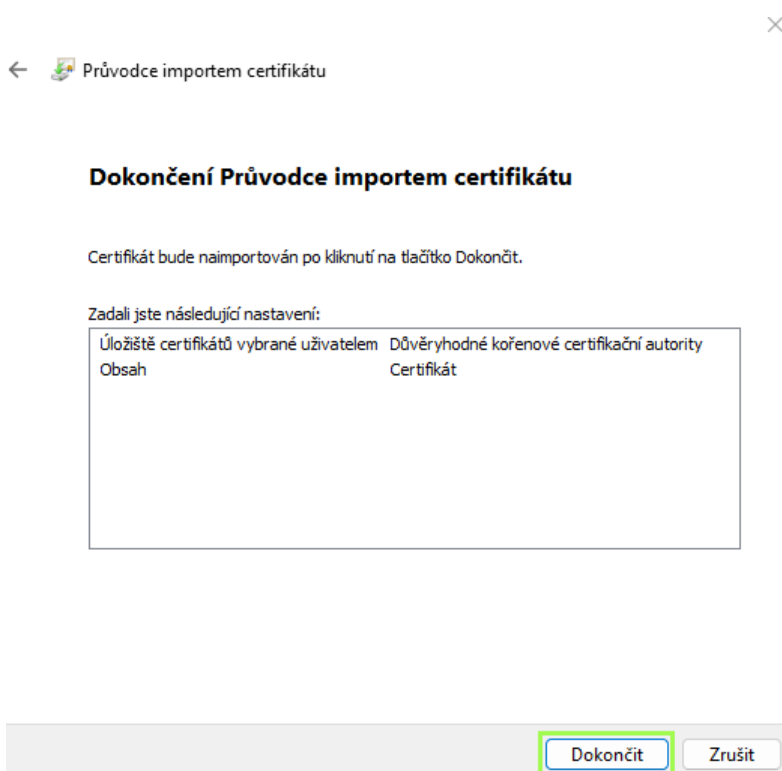 Průvodce importem certifikátu
Dokončení Průvodce importem certifikátu
Certifikát bude naimportován po kliknutí na tlačítko Dokončit.
Zadali jste následující nastavení:
Úložiště certifikátů vybrané uživatelem Důvěryhodné kořenové certifikační autority
Obsah Certifikát
Dokončit Zrušit